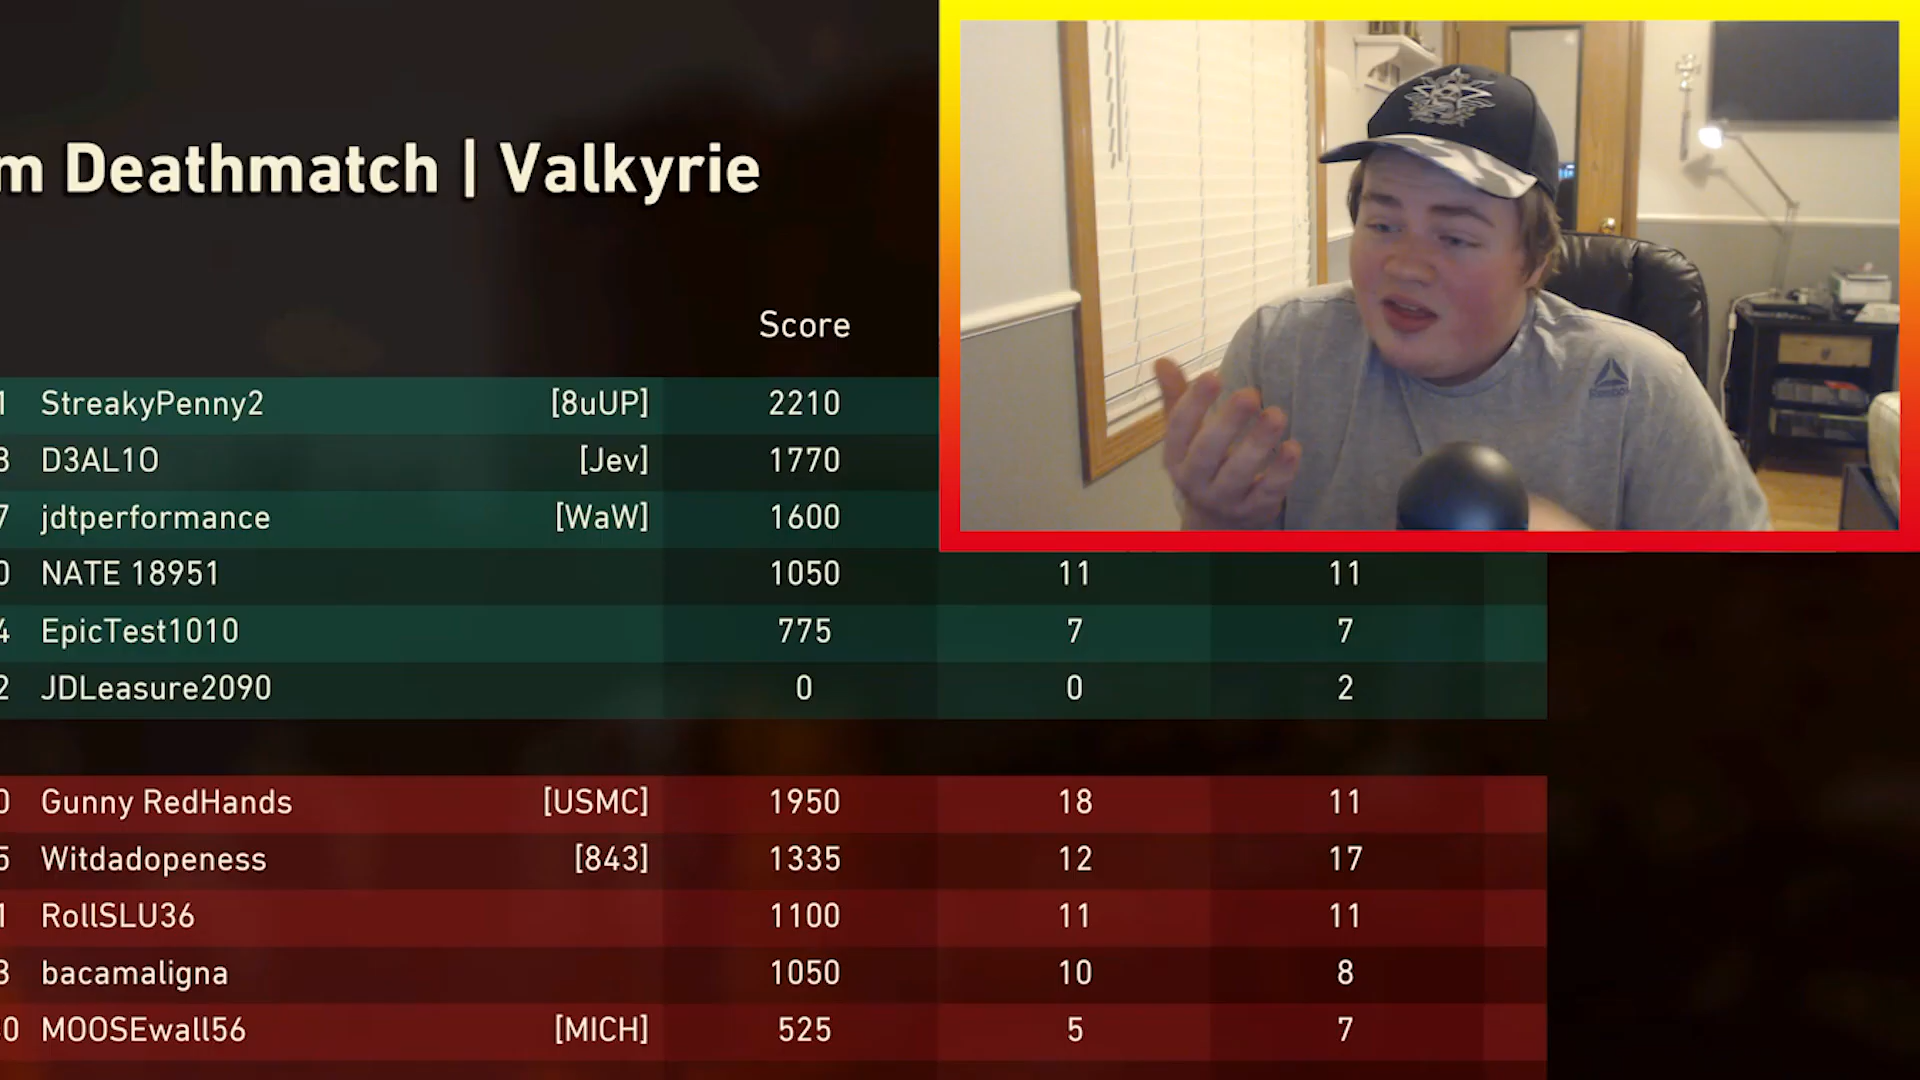 m Deathmatch | Valkyrie
Score
1 StreakyPenny2 [8uUP] 2210
3 D3AL1O [Jev] 1770
7 jdtperformance [WaW] 1600
0 NATE 18951 1050 11 11
4 EpicTest1010 775 7 7
2 JDLeasure2090 0 0 2
0 Gunny RedHands [USMC] 1950 18 11
5 Witdadopeness [843] 1335 12 17
1 RollSLU36 1100 11 11
3 bacamaligna 1050 10 8
0 MOOSEwall56 [MICH] 525 5 7